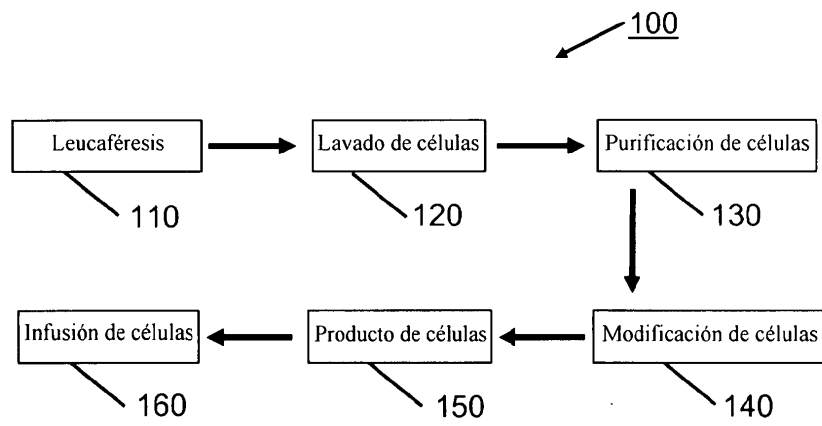 100
Leucaféresis
Lavado de células
Purificación de células
110
120
130
Infusión de células
Producto de células
Modificación de células
160
150
140